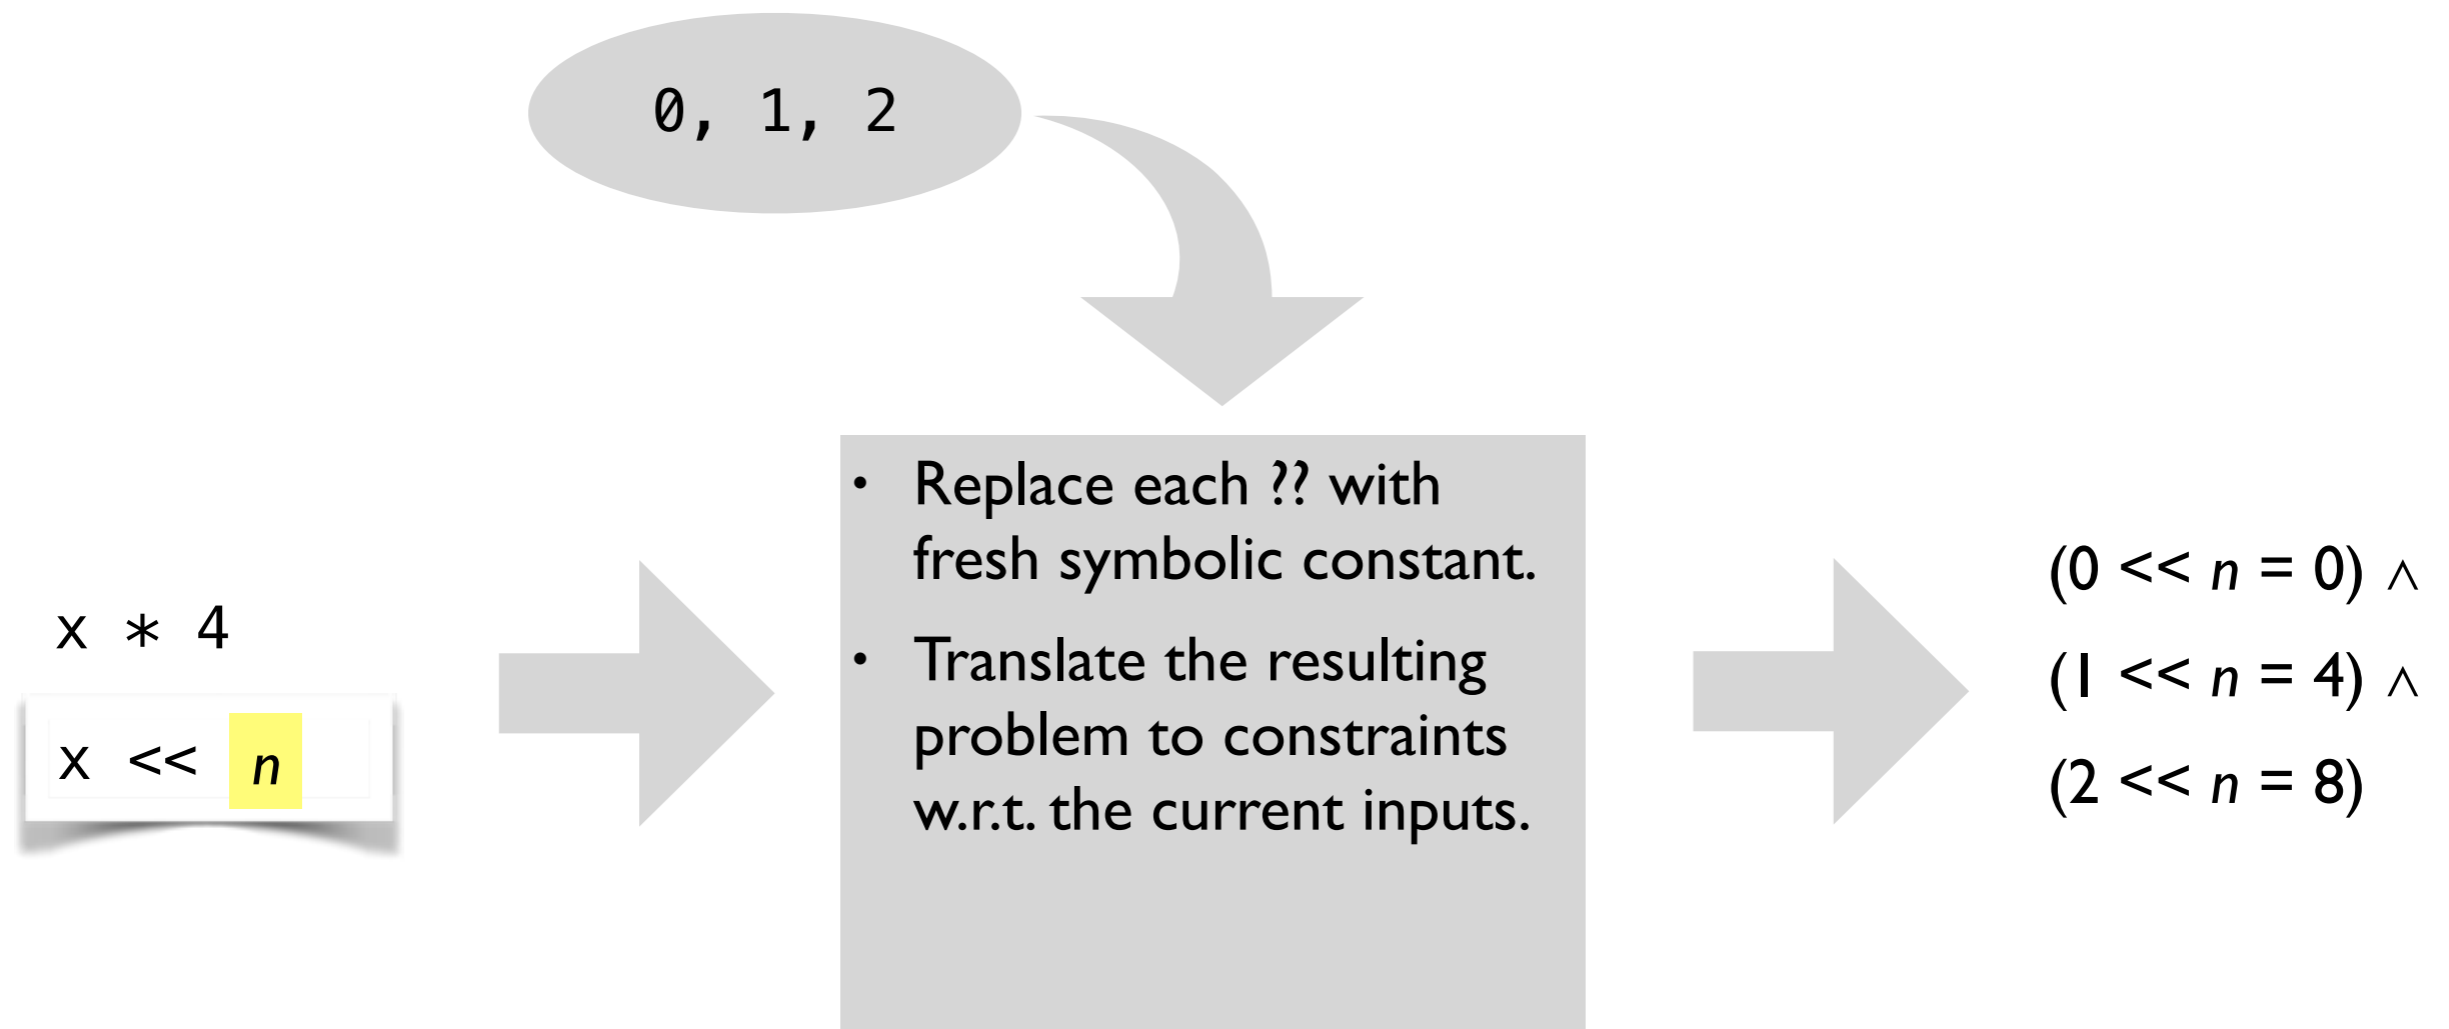 0, 1, 2
x * 4
x << n
• Replace each ?? with
fresh symbolic constant.
• Translate the resulting
problem to constraints
w.r.t. the current inputs.
(0 << n = 0) ∧
(1 << n = 4) ∧
(2 << n = 8)